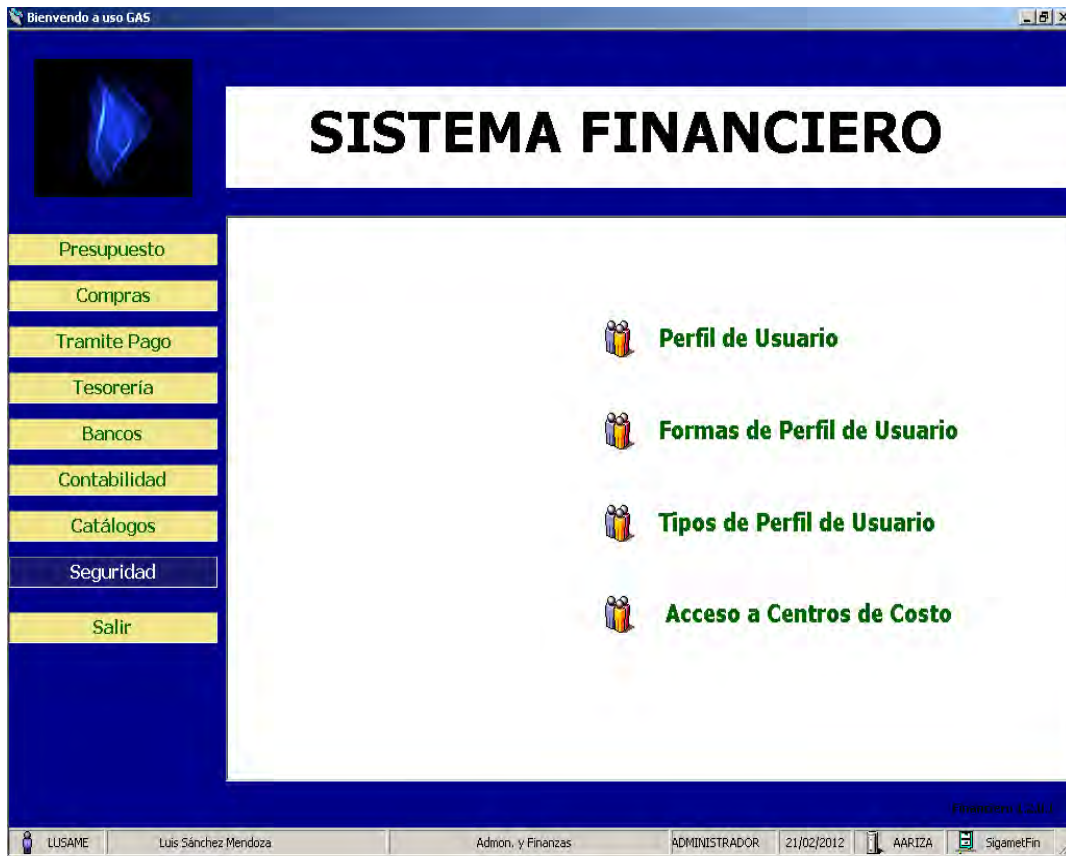 Bienvendo a uso GAS
SISTEMA FINANCIERO
Presupuesto
Compras
Tramite Pago
Tesorería
Bancos
Contabilidad
Catálogos
Seguridad
Salir
Perfil de Usuario
Formas de Perfil de Usuario
Tipos de Perfil de Usuario
Acceso a Centros de Costo
LUSAME Luis Sánchez Mendoza Admon. y Finanzas ADMINISTRADOR 21/02/2012 AARIZA SigametFin